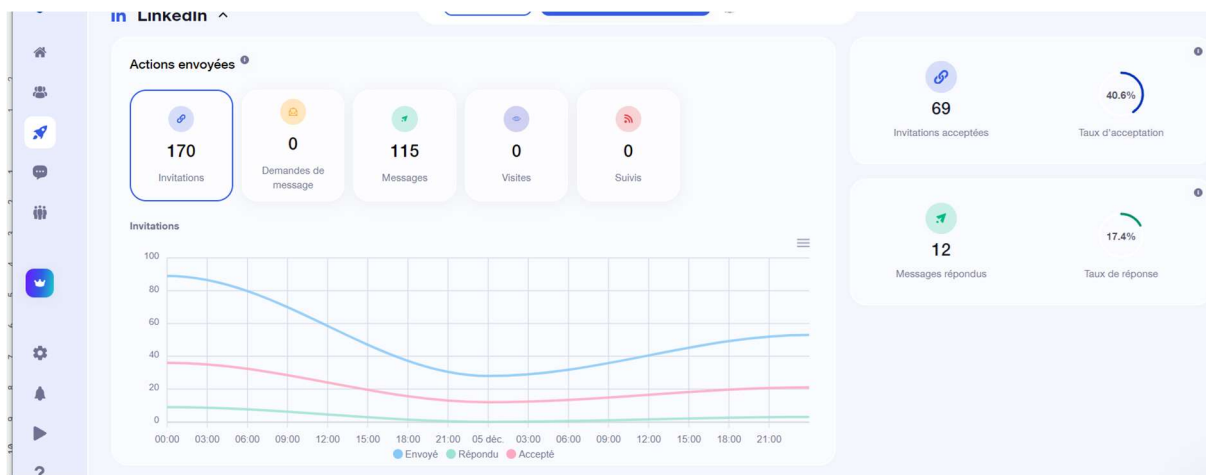 in LinkedIn
Actions envoyées
170
Invitations
0
Demandes de
message
115
Messages
0
Visites
0
Suivis
69
Invitations acceptées
40.6%
Taux d'acceptation
12
Messages répondus
17.4%
Taux de réponse
Invitations
100
80
60
40
20
0
00:00 03:00 06:00 09:00 12:00 15:00 18:00 21:00 05 déc. 03:00 06:00 09:00 12:00 15:00 18:00 21:00
Envoyé Répondu Accepté
?